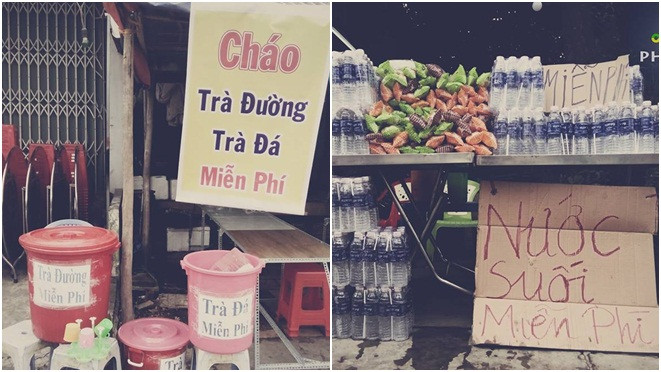 Cháo
Trà Đường
Trà Đá
Miễn Phí
Trà Đường
Miễn Phí
Trà Đá
Miễn Phí
MIỄN PHÍ
PH
Nước
Suối
Miễn Phí